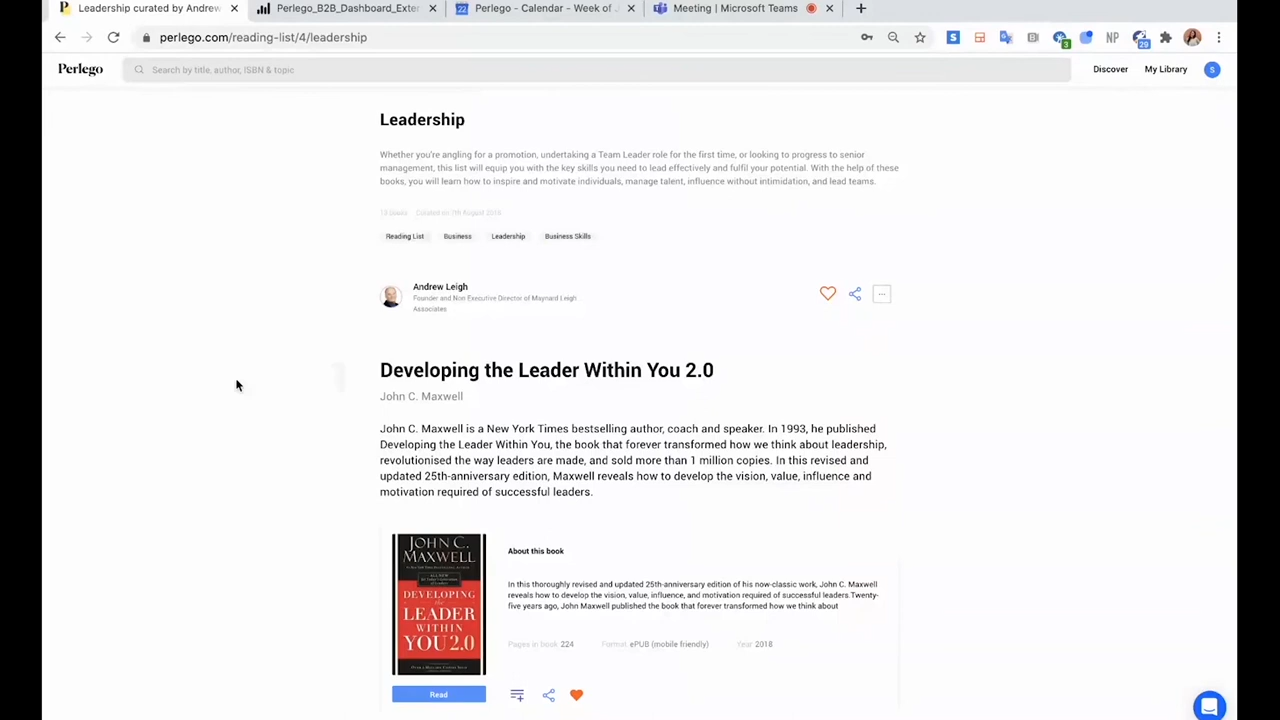 Leadership curated by Andrew
Perlego_B2B_Dashboard_Exter
Perlego - Calendar - Week of
Meeting | Microsoft Teams
perlego.com/reading-list/4/leadership
3
NP
29
Perlego
Search by title, author, ISBN & topic
Discover
My Library
S
Leadership
Whether you're angling for a promotion, undertaking a Team Leader role for the first time, or looking to progress to senior
management, this list will equip you with the key skills you need to lead effectively and fulfil your potential. With the help of these
books, you will learn how to inspire and motivate individuals, manage talent, influence without intimidation, and lead teams.
Reading List
Business
Leadership
Business Skills
Andrew Leigh
Founder and Non Executive Director of Maynard Leigh
Associates
1
Developing the Leader Within You 2.0
John C. Maxwell
John C. Maxwell is a New York Times bestselling author, coach and speaker. In 1993, he published
Developing the Leader Within You, the book that forever transformed how we think about leadership,
revolutionised the way leaders are made, and sold more than 1 million copies. In this revised and
updated 25th-anniversary edition, Maxwell reveals how to develop the vision, value, influence and
motivation required of successful leaders.
JOHN C.
MAXWELL
DEVELOPING
the
LEADER
WITHIN
YOU 2.0
About this book
In this thoroughly revised and updated 25th-anniversary edition of his now-classic work, John C. Maxwell
reveals how to develop the vision, value, influence, and motivation required of successful leaders.Twenty-
five years ago, John Maxwell published the book that forever transformed how we think about
Pages in book 224
Format ePUB (mobile friendly)
Year 2018
Read